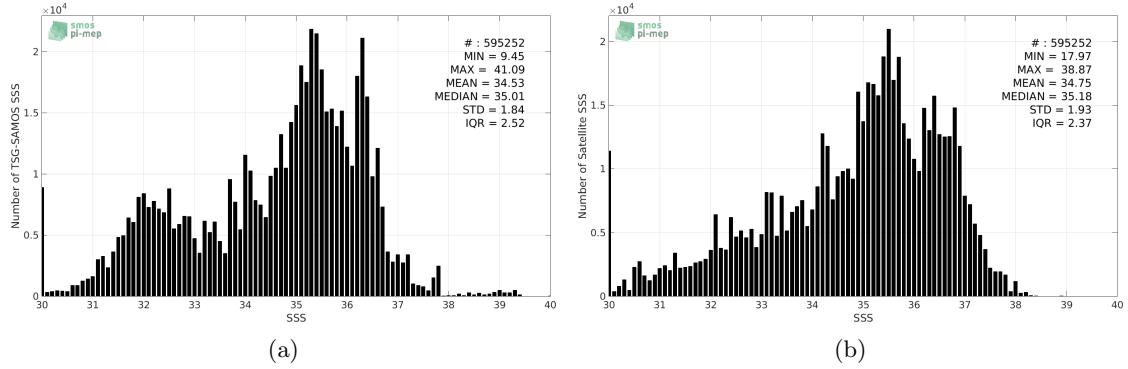 ×10⁴
smos
pi-mep
# : 595252
MIN = 9.45
MAX = 41.09
MEAN = 34.53
MEDIAN = 35.01
STD = 1.84
IQR = 2.52
Number of TSG-SAMOS SSS
2
1.5
1
0.5
0
30 31 32 33 34 35 36 37 38 39 40
SSS
(a)
×10⁴
smos
pi-mep
# : 595252
MIN = 17.97
MAX = 38.87
MEAN = 34.75
MEDIAN = 35.18
STD = 1.93
IQR = 2.37
Number of Satellite SSS
2
1.5
1
0.5
0
30 31 32 33 34 35 36 37 38 39 40
SSS
(b)